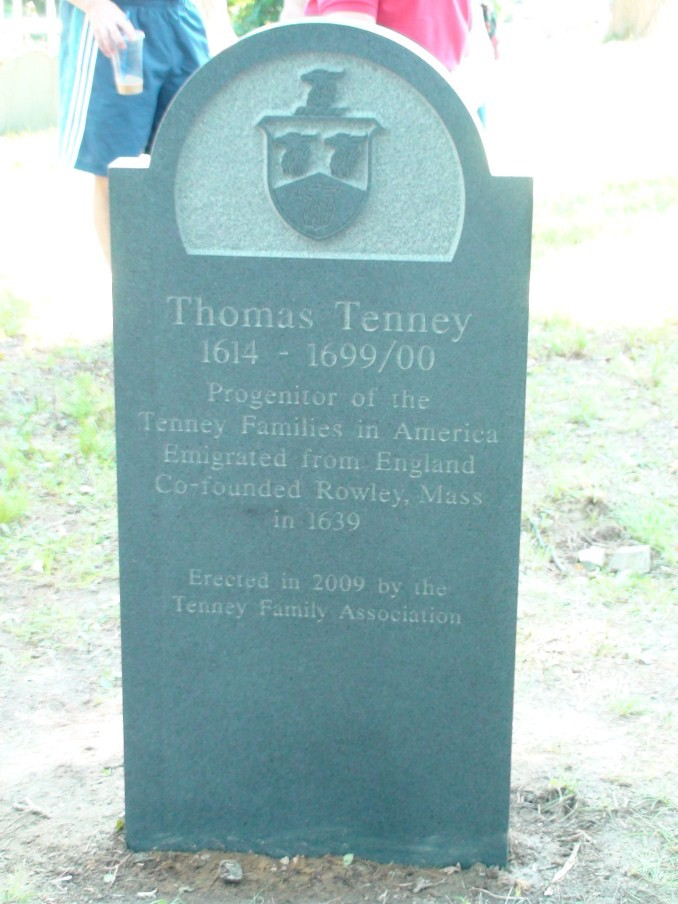 Thomas Tenney
1614 - 1699/00
Progenitor of the
Tenney Families in America
Emigrated from England
Co-founded Rowley, Mass
in 1639
Erected in 2009 by the
Tenney Family Association